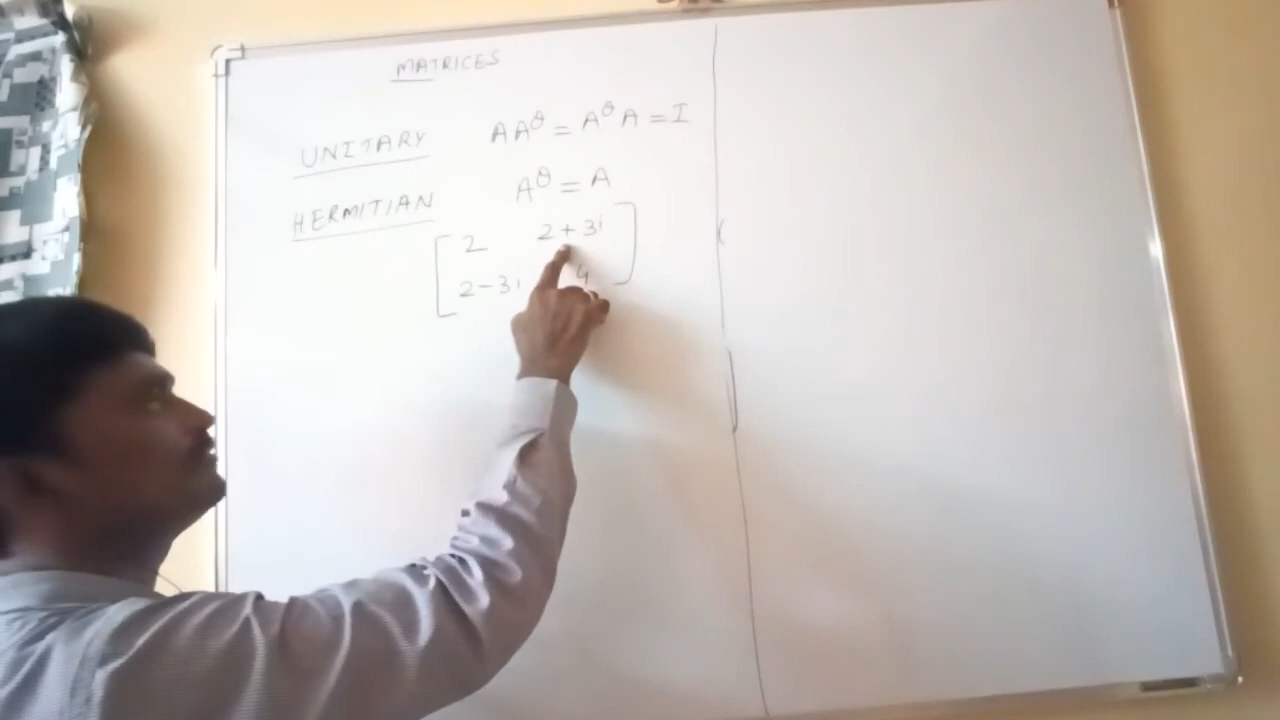 MATRICES
UNITARY AA^θ = A^θ A = I
HERMITIAN A^θ = A
[ 2 2+3i
2-3i 4 ]